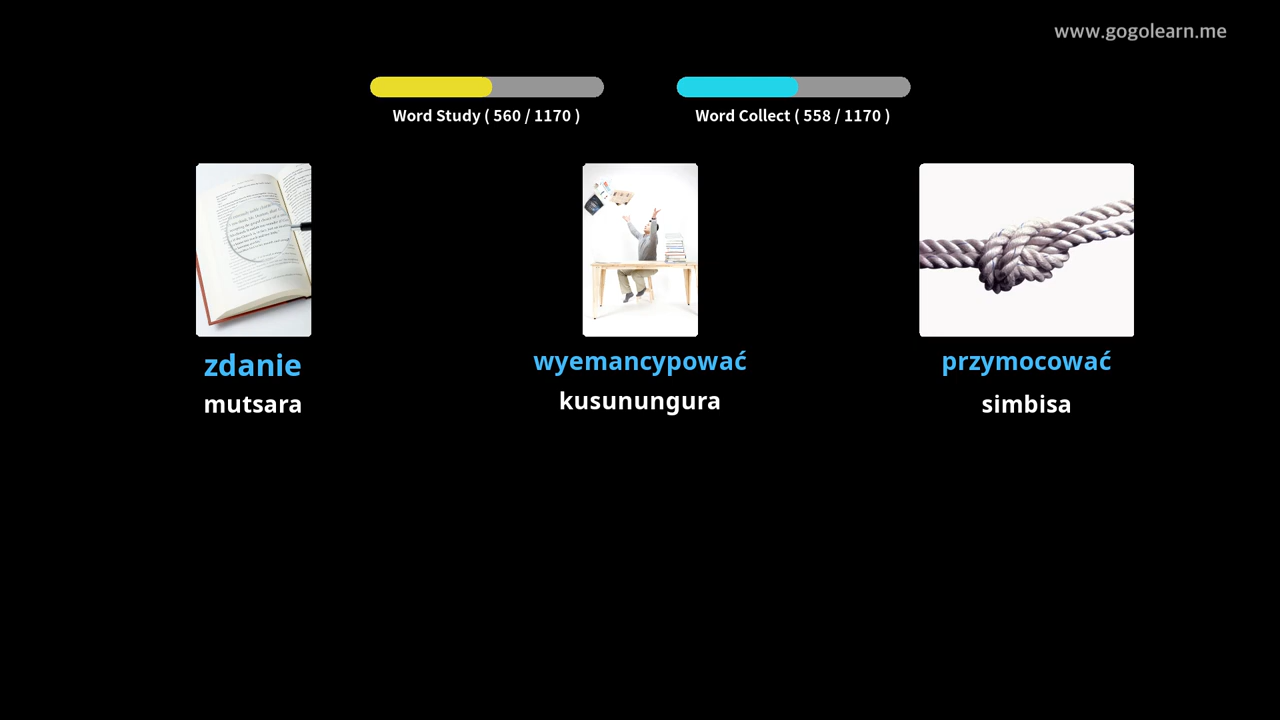 www.gogolearn.me
Word Study ( 560 / 1170 )
Word Collect ( 558 / 1170 )
zdanie
mutsara
wyemancypować
kusunungura
przymocować
simbisa